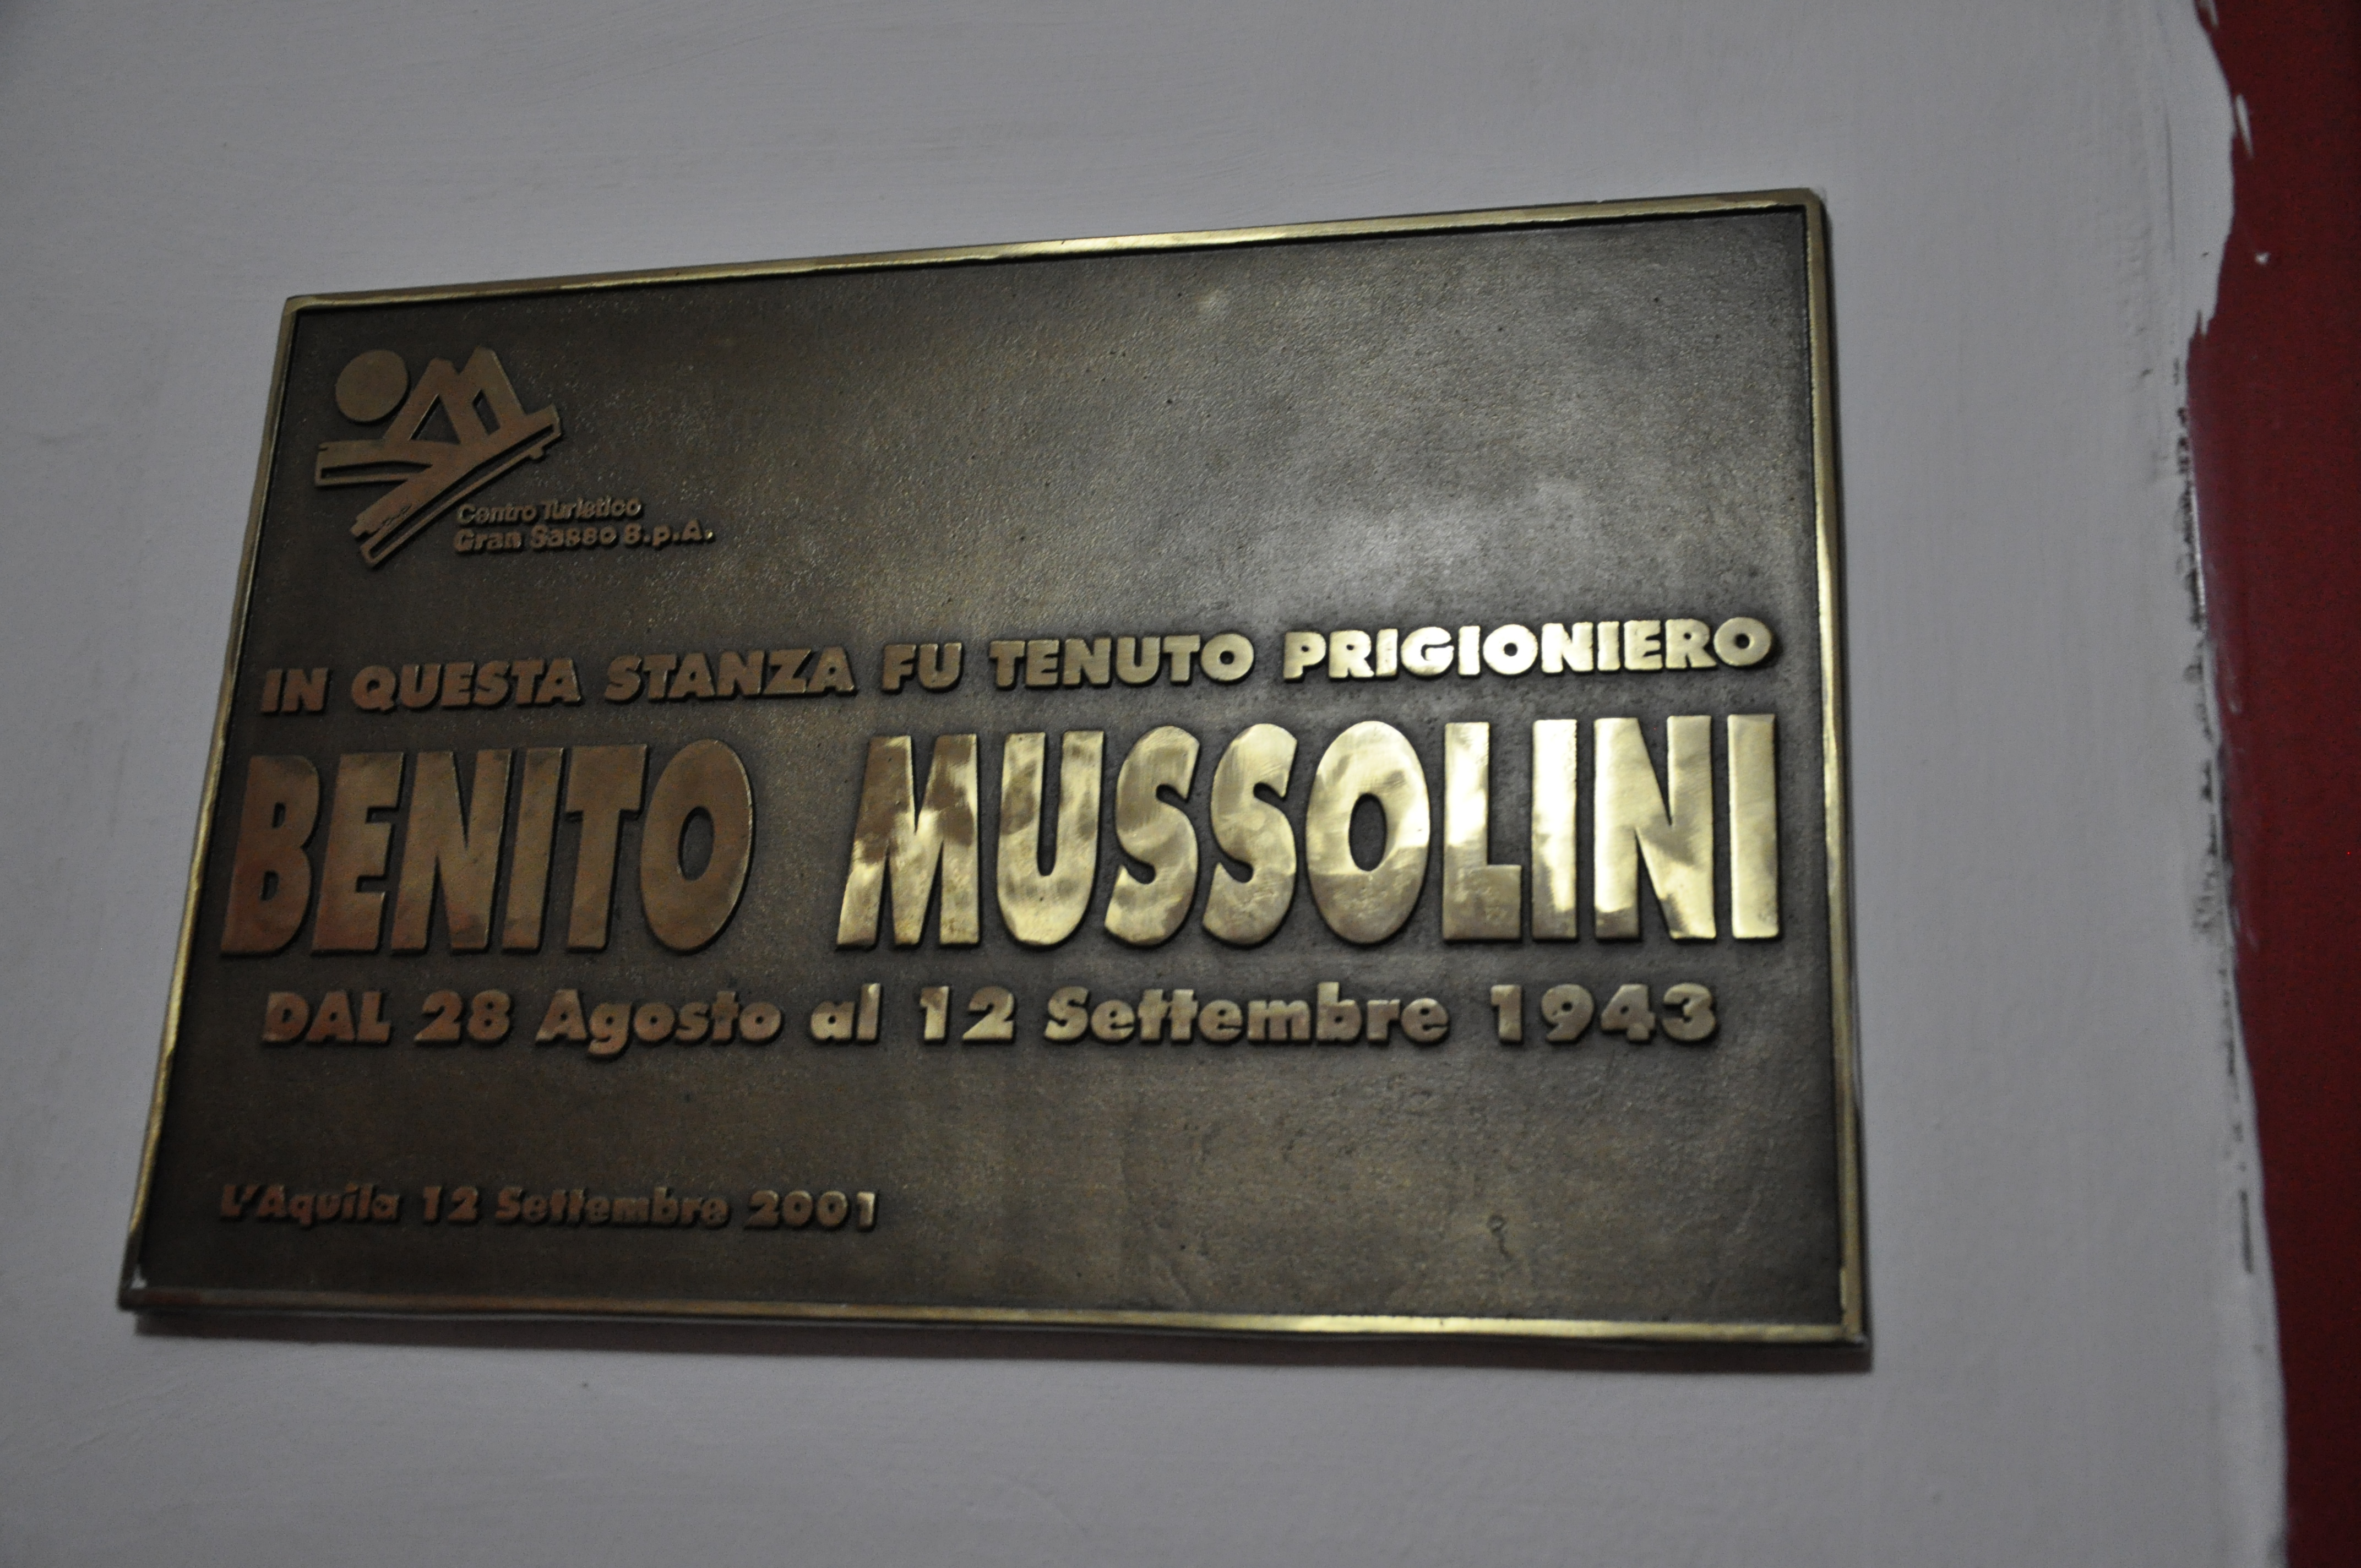 Centro Turistico
Gran Sasso S.p.A.
IN QUESTA STANZA FU TENUTO PRIGIONIERO
BENITO MUSSOLINI
DAL 28 Agosto al 12 Settembre 1943
L'Aquila 12 Settembre 2001